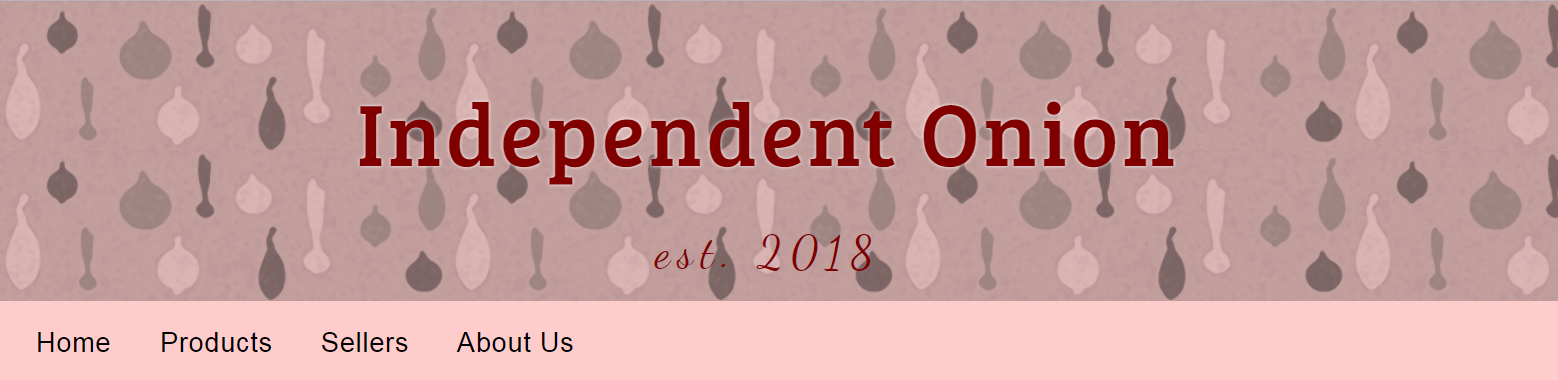 Independent Onion
est. 2018
Home Products Sellers About Us